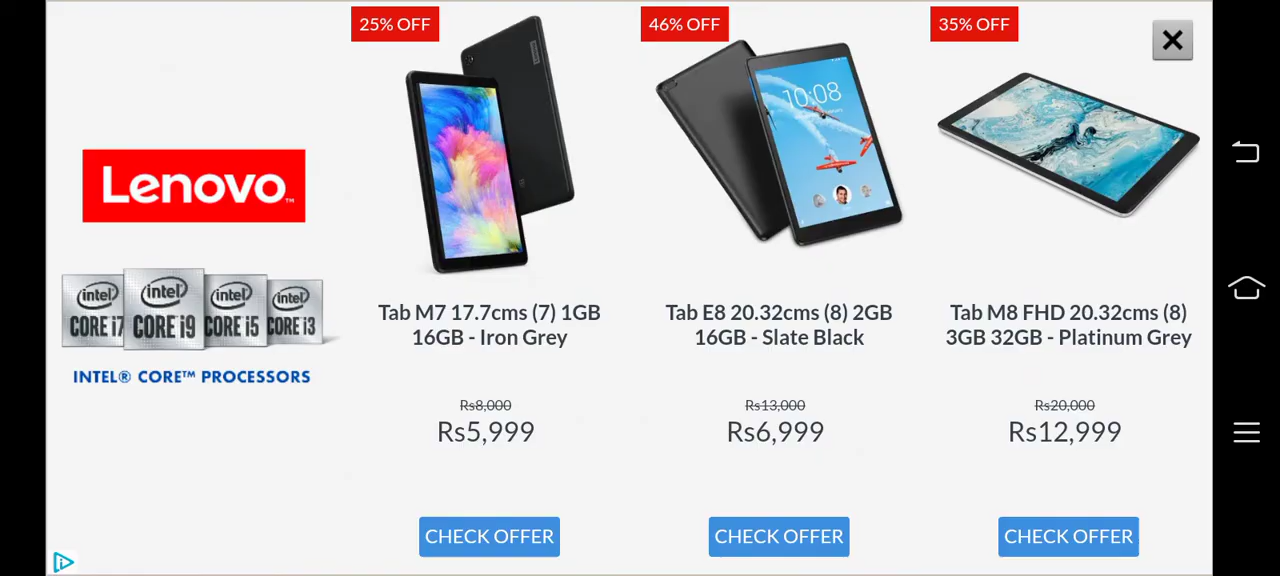 25% OFF
46% OFF
35% OFF
Lenovo™
intel
CORE i7
intel
CORE i9
intel
CORE i5
intel
CORE i3
INTEL® CORE™ PROCESSORS
10:08
Tab M7 17.7cms (7) 1GB
16GB - Iron Grey
Rs8,000
Rs5,999
CHECK OFFER
Tab E8 20.32cms (8) 2GB
16GB - Slate Black
Rs13,000
Rs6,999
CHECK OFFER
Tab M8 FHD 20.32cms (8)
3GB 32GB - Platinum Grey
Rs20,000
Rs12,999
CHECK OFFER